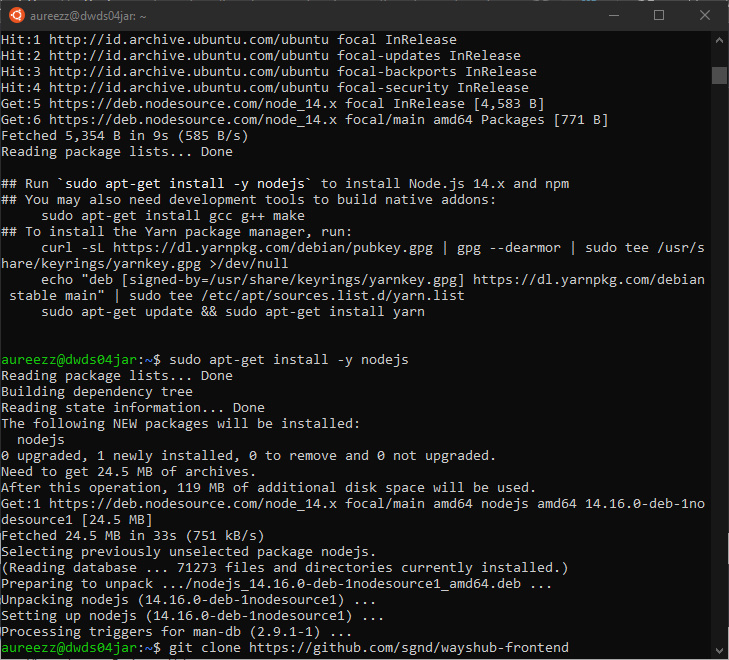 aureezz@dwds04jar: ~
Hit:1 http://id.archive.ubuntu.com/ubuntu focal InRelease
Hit:2 http://id.archive.ubuntu.com/ubuntu focal-updates InRelease
Hit:3 http://id.archive.ubuntu.com/ubuntu focal-backports InRelease
Hit:4 http://id.archive.ubuntu.com/ubuntu focal-security InRelease
Get:5 https://deb.nodesource.com/node_14.x focal InRelease [4,583 B]
Get:6 https://deb.nodesource.com/node_14.x focal/main amd64 Packages [771 B]
Fetched 5,354 B in 9s (585 B/s)
Reading package lists... Done
## Run `sudo apt-get install -y nodejs` to install Node.js 14.x and npm
## You may also need development tools to build native addons:
     sudo apt-get install gcc g++ make
## To install the Yarn package manager, run:
     curl -sL https://dl.yarnpkg.com/debian/pubkey.gpg | gpg --dearmor | sudo tee /usr/s
hare/keyrings/yarnkey.gpg >/dev/null
     echo "deb [signed-by=/usr/share/keyrings/yarnkey.gpg] https://dl.yarnpkg.com/debian
 stable main" | sudo tee /etc/apt/sources.list.d/yarn.list
     sudo apt-get update && sudo apt-get install yarn
aureezz@dwds04jar:~$ sudo apt-get install -y nodejs
Reading package lists... Done
Building dependency tree
Reading state information... Done
The following NEW packages will be installed:
  nodejs
0 upgraded, 1 newly installed, 0 to remove and 0 not upgraded.
Need to get 24.5 MB of archives.
After this operation, 119 MB of additional disk space will be used.
Get:1 https://deb.nodesource.com/node_14.x focal/main amd64 nodejs amd64 14.16.0-deb-1no
desource1 [24.5 MB]
Fetched 24.5 MB in 33s (751 kB/s)
Selecting previously unselected package nodejs.
(Reading database ... 71273 files and directories currently installed.)
Preparing to unpack .../nodejs_14.16.0-deb-1nodesource1_amd64.deb ...
Unpacking nodejs (14.16.0-deb-1nodesource1) ...
Setting up nodejs (14.16.0-deb-1nodesource1) ...
Processing triggers for man-db (2.9.1-1) ...
aureezz@dwds04jar:~$ git clone https://github.com/sgnd/wayshub-frontend